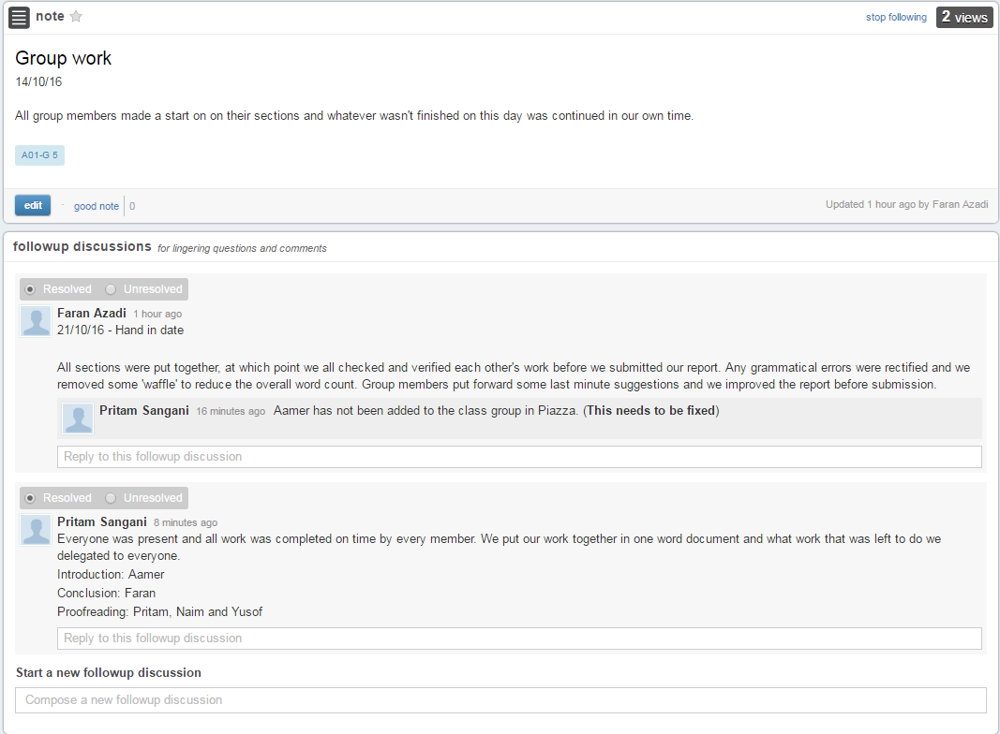 note
stop following
2 views
Group work
14/10/16
All group members made a start on on their sections and whatever wasn't finished on this day was continued in our own time.
A01-G 5
edit · good note 0
Updated 1 hour ago by Faran Azadi
followup discussions for lingering questions and comments
Resolved Unresolved
Faran Azadi 1 hour ago
21/10/16 - Hand in date
All sections were put together, at which point we all checked and verified each other's work before we submitted our report. Any grammatical errors were rectified and we
removed some 'waffle' to reduce the overall word count. Group members put forward some last minute suggestions and we improved the report before submission.
Pritam Sangani 16 minutes ago Aamer has not been added to the class group in Piazza. (This needs to be fixed)
Reply to this followup discussion
Resolved Unresolved
Pritam Sangani 8 minutes ago
Everyone was present and all work was completed on time by every member. We put our work together in one word document and what work that was left to do we
delegated to everyone.
Introduction: Aamer
Conclusion: Faran
Proofreading: Pritam, Naim and Yusof
Reply to this followup discussion
Start a new followup discussion
Compose a new followup discussion